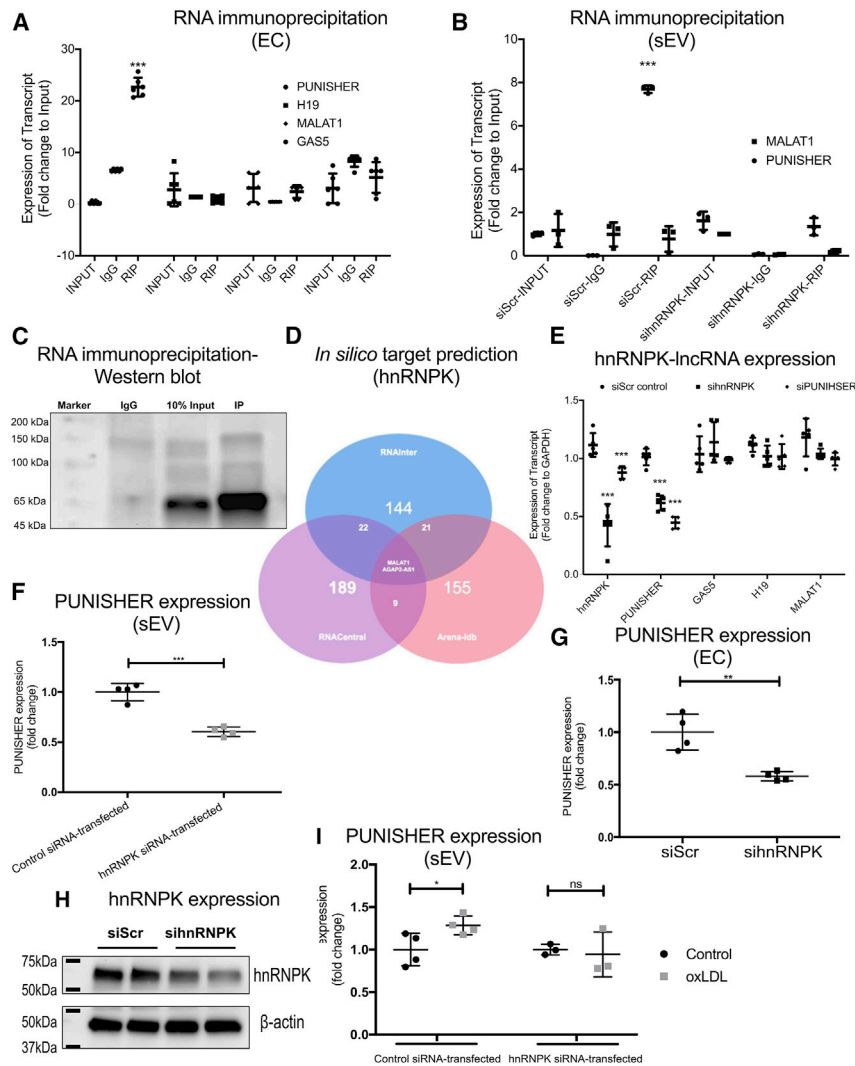 A
RNA immunoprecipitation
(EC)
***
Expression of Transcript
(Fold change to Input)
30
20
10
0
-10
PUNISHER
H19
MALAT1
GAS5
INPUT
IgG
RIP
INPUT
IgG
RIP
INPUT
IgG
RIP
INPUT
IgG
RIP
B
RNA immunoprecipitation
(sEV)
***
Expression of Transcript
(Fold change to Input)
10
8
6
4
2
0
MALAT1
PUNISHER
siScr-INPUT
siScr-IgG
siScr-RIP
sihnRNPK-INPUT
sihnRNPK-IgG
sihnRNPK-RIP
C
RNA immunoprecipitation-
Western blot
Marker IgG 10% Input IP
200 kDa
150 kDa
100 kDa
65 kDa
45 kDa
D
In silico target prediction
(hnRNPK)
RNAInter
144
22
21
MALAT1
AGAP2-AS1
189
9
155
RNACentral
Arena-Idb
E
hnRNPK-lncRNA expression
siScr control
sihnRNPK
siPUNIHSER
Expression of Transcript
(Fold change to GAPDH)
1.5
1.0
0.5
0.0
***
***
***
***
hnRNPK
PUNISHER
GAS5
H19
MALAT1
F
PUNISHER expression
(sEV)
***
PUNISHER expression
(fold change)
1.5
1.0
0.5
0.0
Control siRNA-transfected
hnRNPK siRNA-transfected
G
PUNISHER expression
(EC)
**
PUNISHER expression
(fold change)
1.5
1.0
0.5
0.0
siScr
sihnRNPK
H
hnRNPK expression
siScr sihnRNPK
75kDa
50kDa
hnRNPK
50kDa
37kDa
β-actin
I
PUNISHER expression
(sEV)
*
ns
expression
(fold change)
2.0
1.5
1.0
0.5
0.0
Control
oxLDL
Control siRNA-transfected
hnRNPK siRNA-transfected